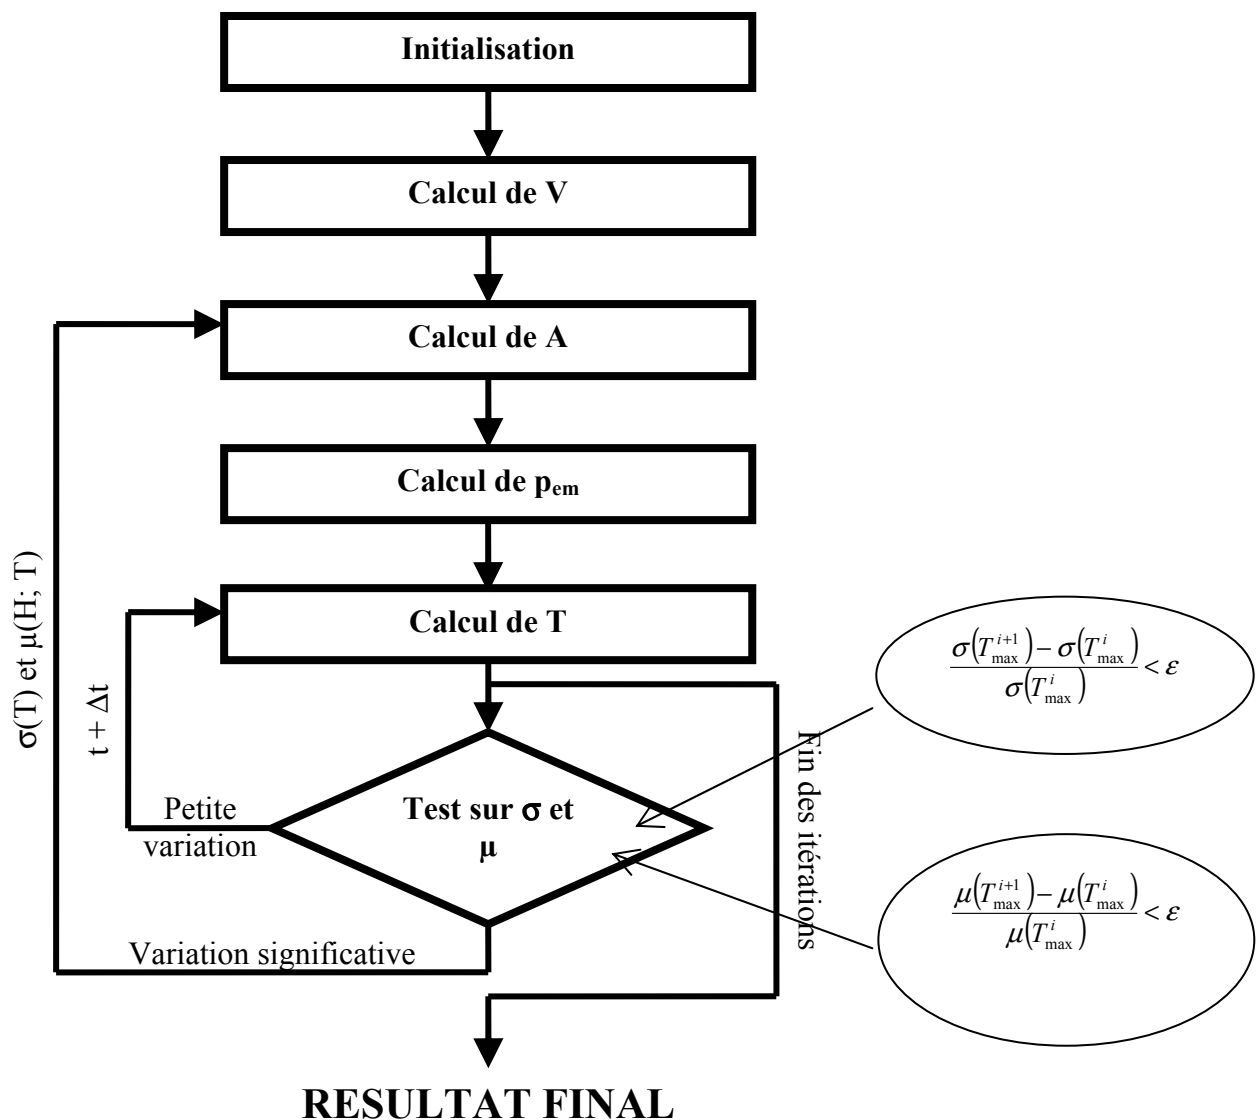 Initialisation
Calcul de V
Calcul de A
Calcul de p_em
Calcul de T
σ(T) et μ(H; T)
t + Δt
Petite
variation
Test sur σ et
μ
Variation significative
Fin des itérations
(σ(T_max^{i+1}) − σ(T_max^i)) / σ(T_max^i) < ε
(μ(T_max^{i+1}) − μ(T_max^i)) / μ(T_max^i) < ε
RESULTAT FINAL